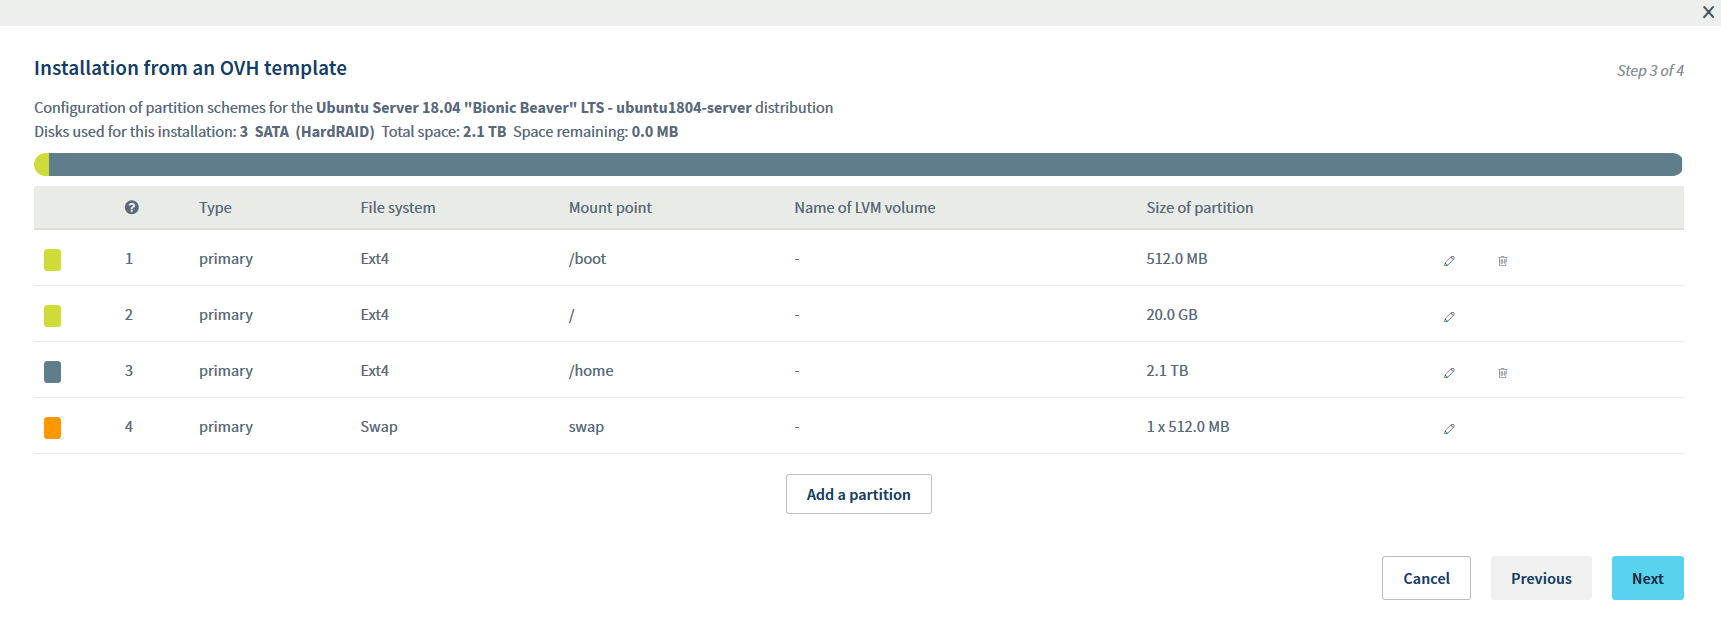 X
Installation from an OVH template
Step 3 of 4
Configuration of partition schemes for the Ubuntu Server 18.04 "Bionic Beaver" LTS - ubuntu1804-server distribution
Disks used for this installation: 3 SATA (HardRAID) Total space: 2.1 TB Space remaining: 0.0 MB
? Type File system Mount point Name of LVM volume Size of partition
1 primary Ext4 /boot - 512.0 MB
2 primary Ext4 / - 20.0 GB
3 primary Ext4 /home - 2.1 TB
4 primary Swap swap - 1 x 512.0 MB
Add a partition
Cancel Previous Next